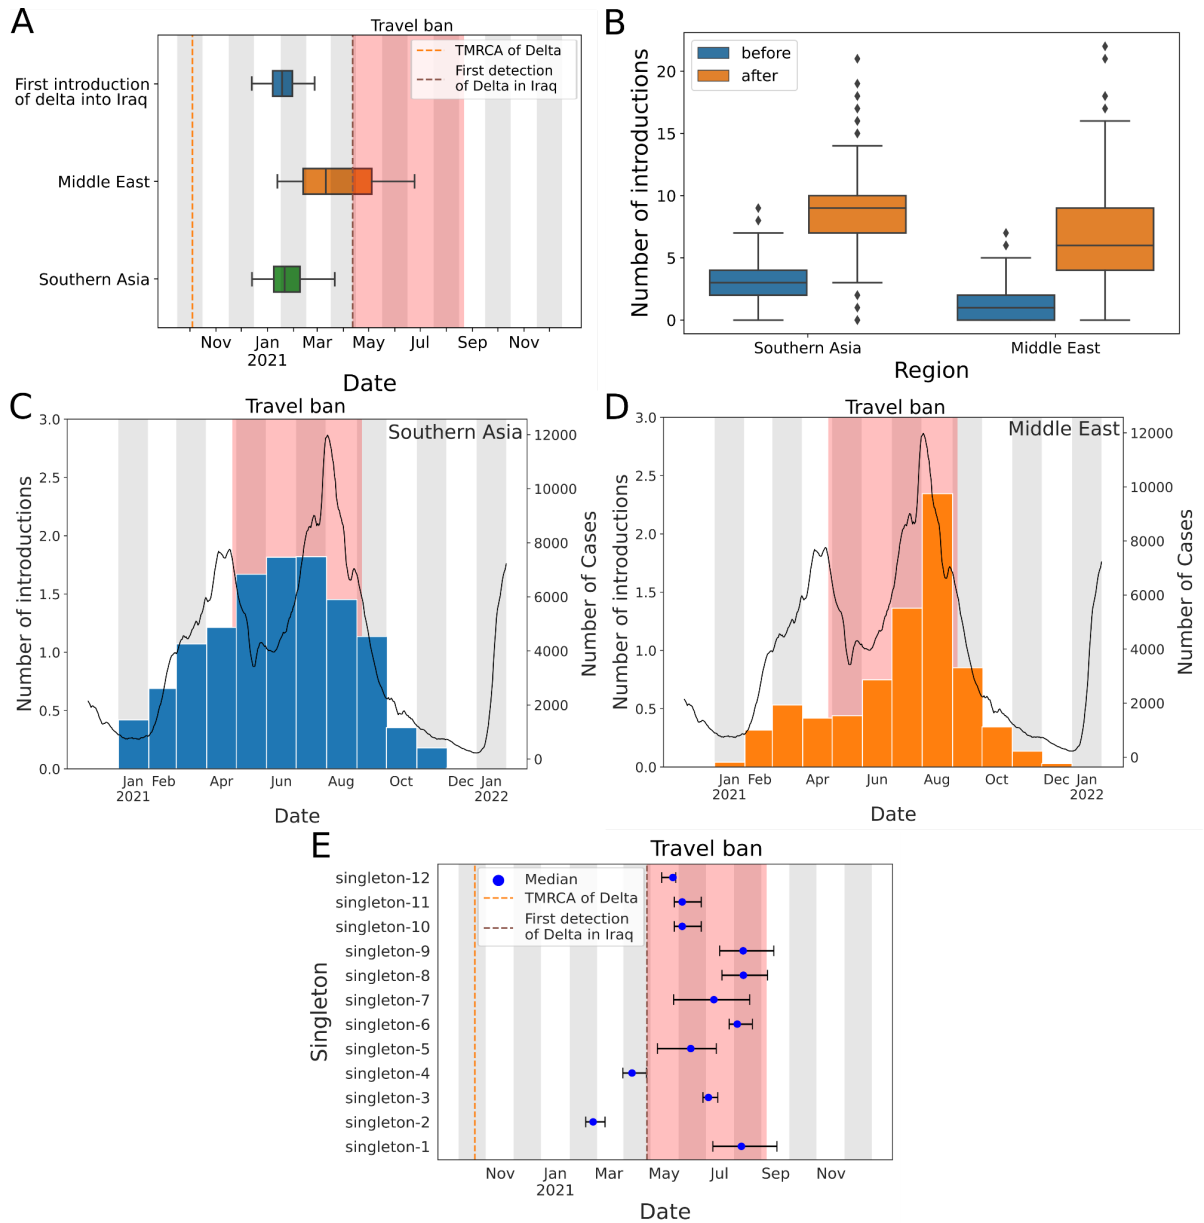 A
Travel ban
TMRCA of Delta
First detection
of Delta in Iraq
First introduction
of delta into Iraq
Middle East
Southern Asia
Nov Jan Mar May Jul Sep Nov
2021
Date
B
before
after
Number of introductions
20
15
10
5
0
Southern Asia Middle East
Region
C
Travel ban
Southern Asia
Number of introductions
3.0
2.5
2.0
1.5
1.0
0.5
0.0
12000
10000
8000
6000
4000
2000
0
Number of Cases
Jan Feb Apr Jun Aug Oct Dec Jan
2021 2022
Date
D
Travel ban
Middle East
Number of introductions
3.0
2.5
2.0
1.5
1.0
0.5
0.0
12000
10000
8000
6000
4000
2000
0
Number of Cases
Jan Feb Apr Jun Aug Oct Dec Jan
2021 2022
Date
E
Travel ban
Median
TMRCA of Delta
First detection
of Delta in Iraq
Singleton
singleton-12
singleton-11
singleton-10
singleton-9
singleton-8
singleton-7
singleton-6
singleton-5
singleton-4
singleton-3
singleton-2
singleton-1
Nov Jan Mar May Jul Sep Nov
2021
Date